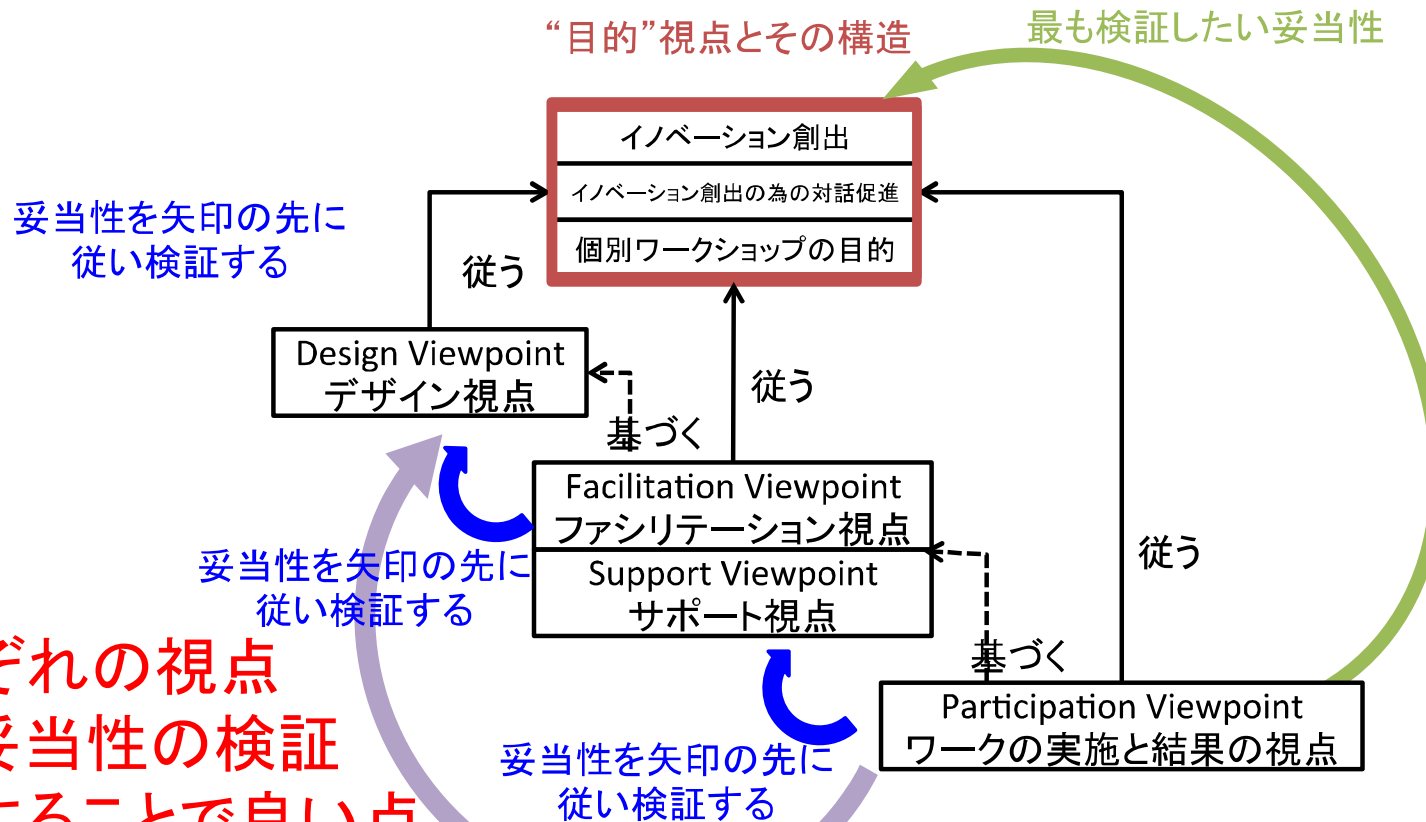 “目的”視点とその構造
最も検証したい妥当性
イノベーション創出
イノベーション創出の為の対話促進
個別ワークショップの目的
妥当性を矢印の先に
従い検証する
従う
Design Viewpoint
デザイン視点
従う
基づく
Facilitation Viewpoint
ファシリテーション視点
Support Viewpoint
サポート視点
妥当性を矢印の先に
従い検証する
従う
基づく
Participation Viewpoint
ワークの実施と結果の視点
ぞれの視点
妥当性の検証
することで良い点
妥当性を矢印の先に
従い検証する